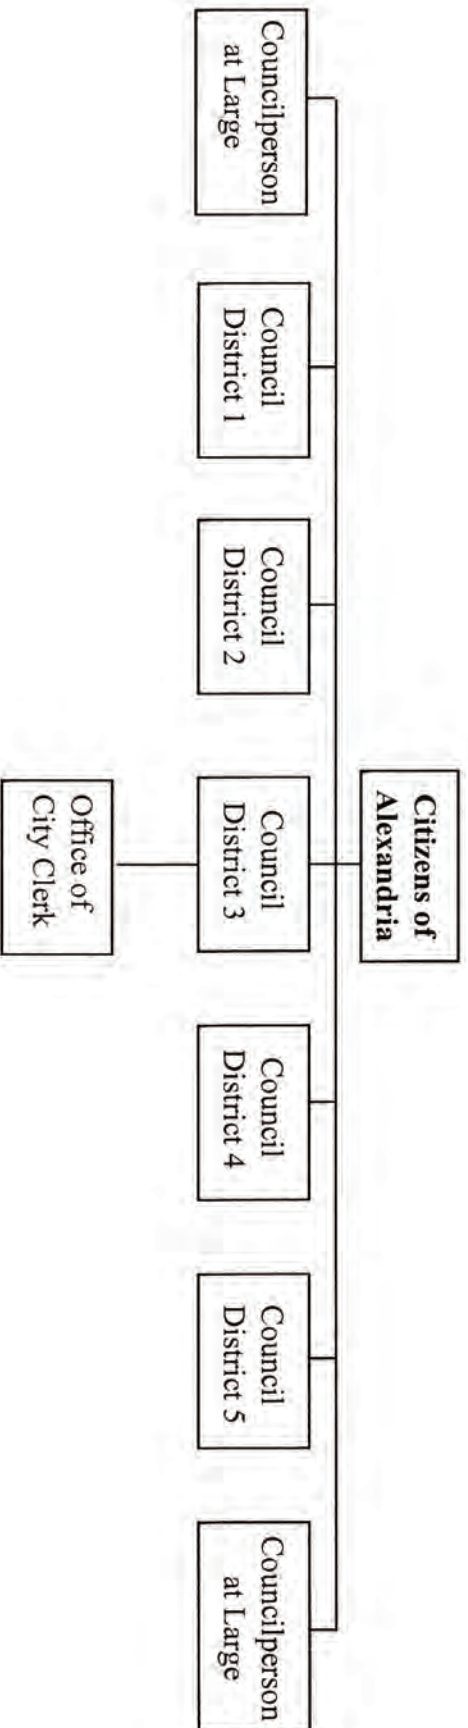 Citizens of
Alexandria
Councilperson
at Large
Council
District 1
Council
District 2
Council
District 3
Council
District 4
Council
District 5
Councilperson
at Large
Office of
City Clerk